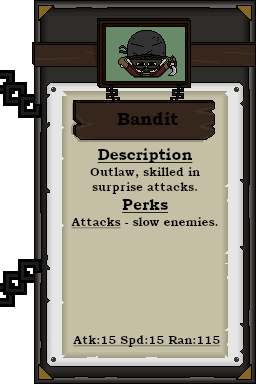 Bandit
Description
Outlaw, skilled in
surprise attacks.
Perks
Attacks - slow enemies.
Atk:15 Spd:15 Ran:115